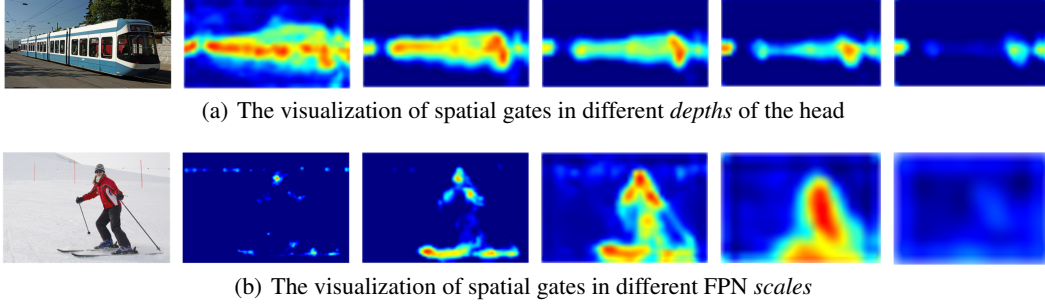 (a) The visualization of spatial gates in different depths of the head
(b) The visualization of spatial gates in different FPN scales